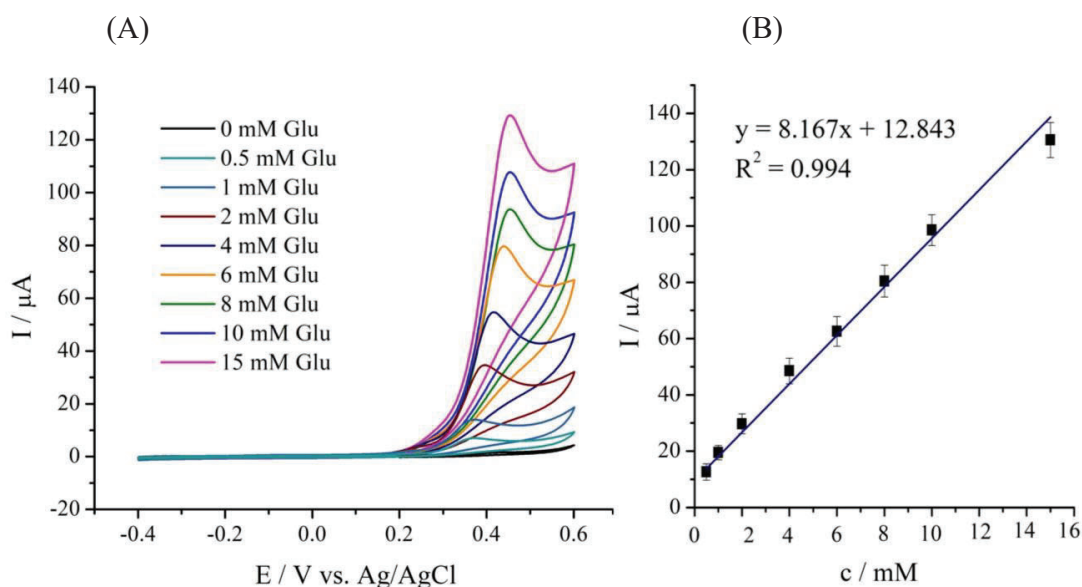 (A)
(B)
140
120
100
80
60
40
20
0
-20
I / µA
0 mM Glu
0.5 mM Glu
1 mM Glu
2 mM Glu
4 mM Glu
6 mM Glu
8 mM Glu
10 mM Glu
15 mM Glu
-0.4 -0.2 0.0 0.2 0.4 0.6
E / V vs. Ag/AgCl
140
120
100
80
60
40
20
0
I / µA
y = 8.167x + 12.843
R² = 0.994
0 2 4 6 8 10 12 14 16
c / mM